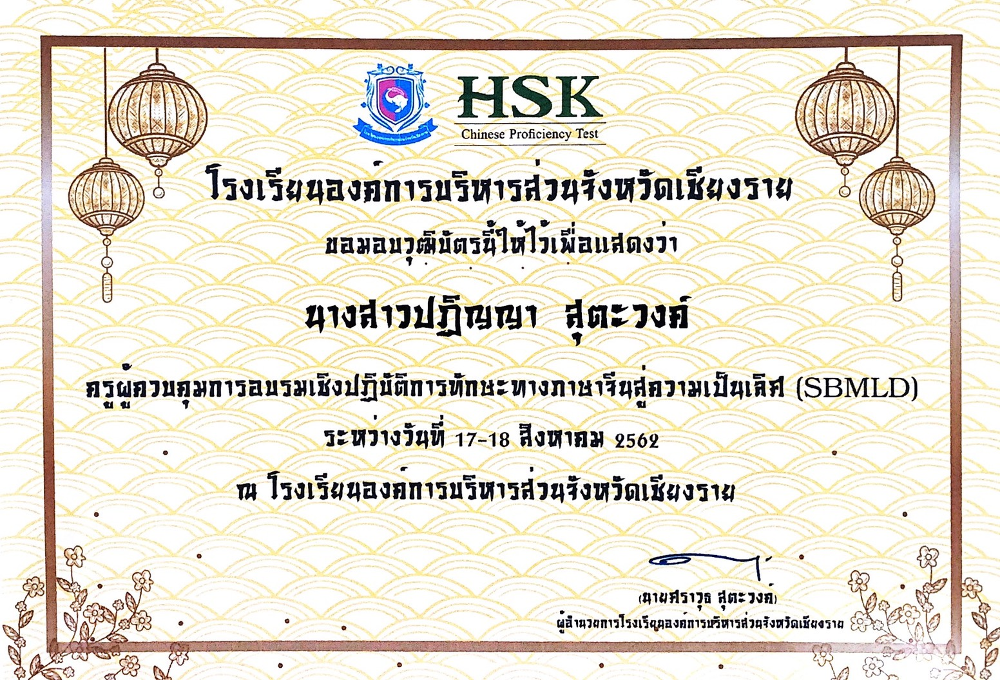 HSK
Chinese Proficiency Test
โรงเรียนองค์การบริหารส่วนจังหวัดเชียงราย
ขอมอบวุฒิบัตรนี้ให้ไว้เพื่อแสดงว่า
นางสาวปฏิญญา สุตะวงค์
ครูผู้ควบคุมการอบรมเชิงปฏิบัติการทักษะทางภาษาจีนสู่ความเป็นเลิศ (SBMLD)
ระหว่างวันที่ 17-18 สิงหาคม 2562
ณ โรงเรียนองค์การบริหารส่วนจังหวัดเชียงราย
(นายศราวุธ สุตะวงค์)
ผู้อำนวยการโรงเรียนองค์การบริหารส่วนจังหวัดเชียงราย